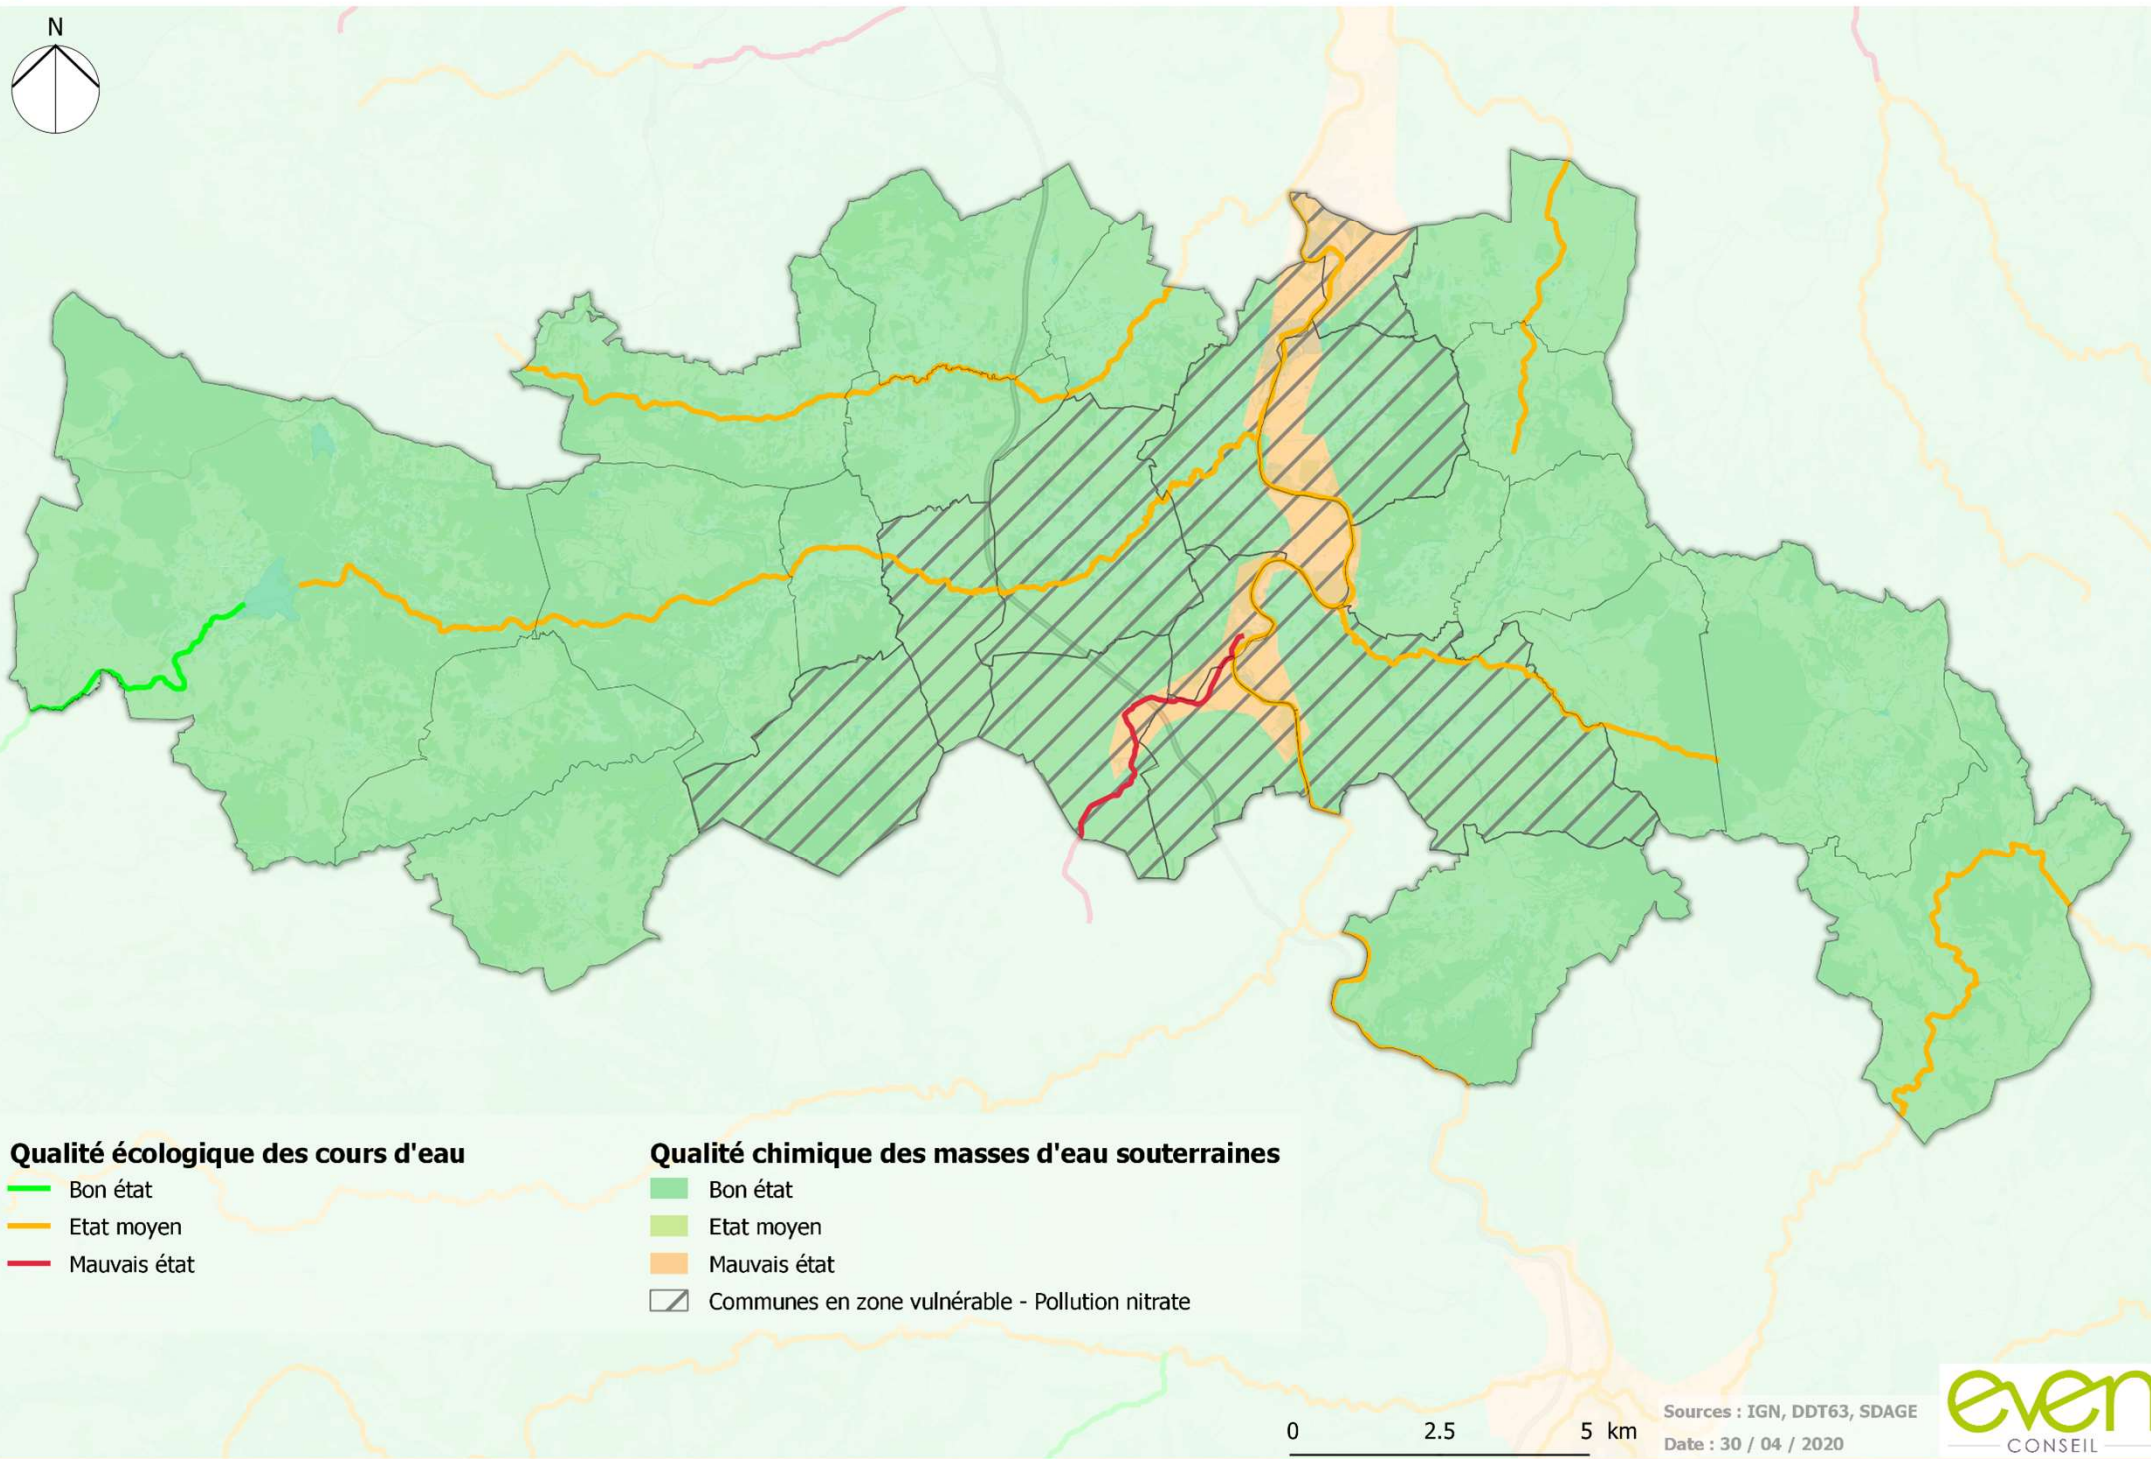 N
Qualité écologique des cours d'eau
Bon état
Etat moyen
Mauvais état
Qualité chimique des masses d'eau souterraines
Bon état
Etat moyen
Mauvais état
Communes en zone vulnérable - Pollution nitrate
0 2.5 5 km
Sources : IGN, DDT63, SDAGE
Date : 30 / 04 / 2020
even
CONSEIL